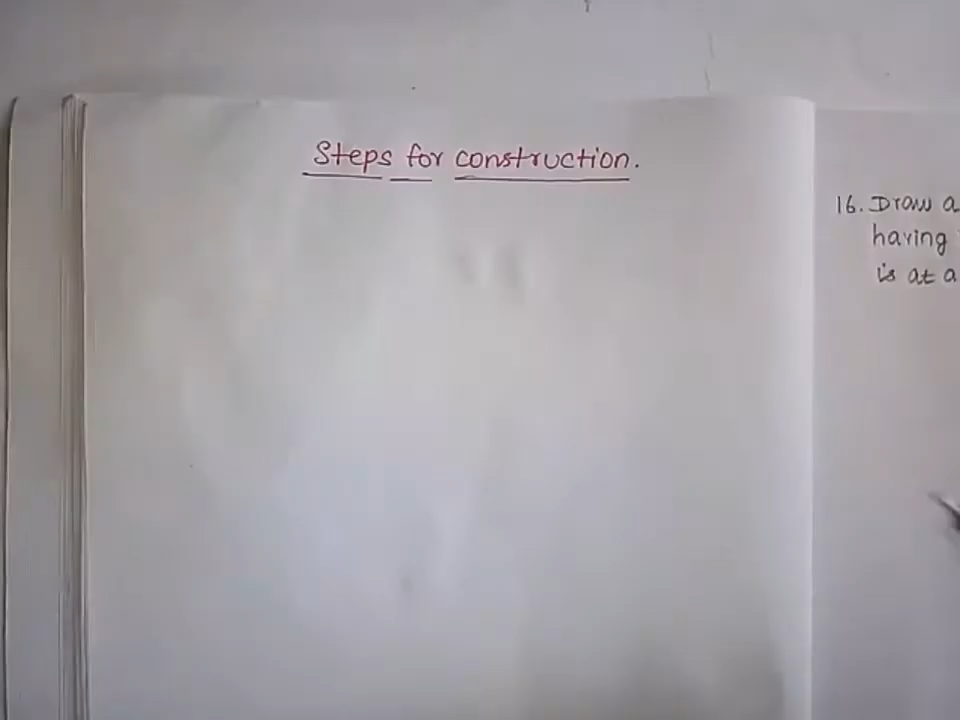 Steps for construction.
16. Draw a
having
is at a